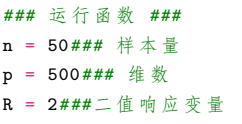 ### 运行函数 ###
n = 50### 样本量
p = 500### 维数
R = 2###二值响应变量